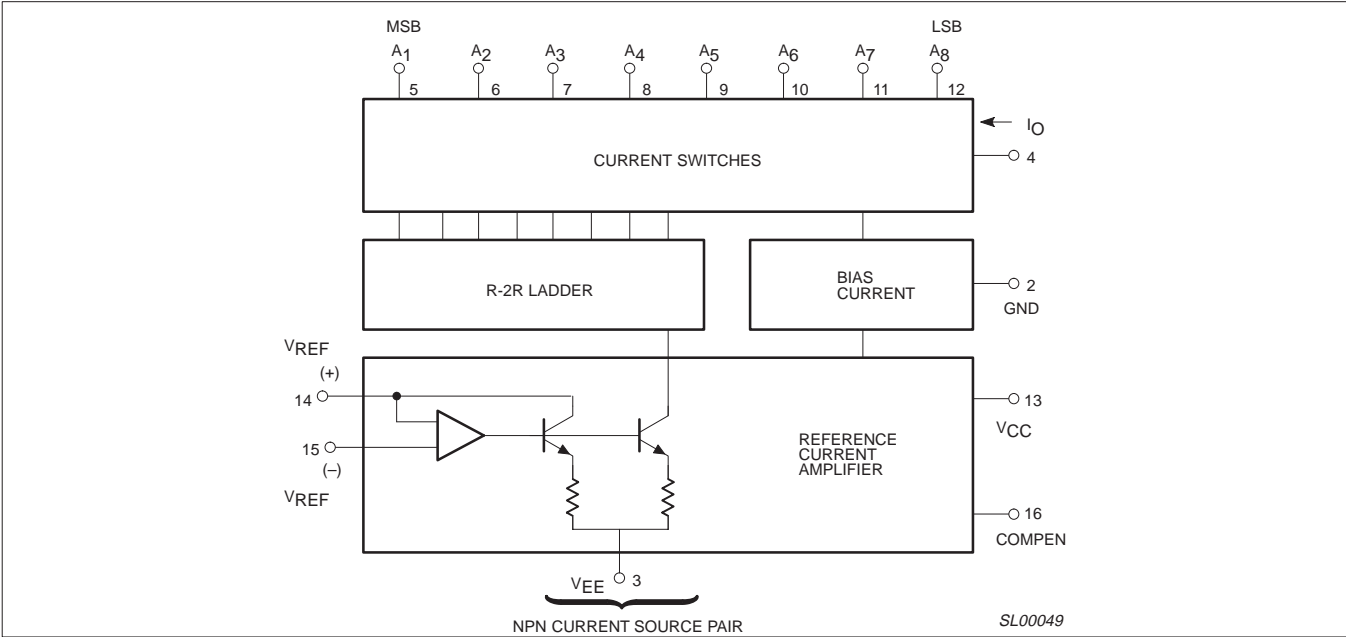 MSB LSB
A1 A2 A3 A4 A5 A6 A7 A8
5 6 7 8 9 10 11 12
IO
CURRENT SWITCHES
4
R-2R LADDER
BIAS
CURRENT
2
GND
VREF
(+)
14
15
(–)
VREF
REFERENCE
CURRENT
AMPLIFIER
13
VCC
16
COMPEN
VEE 3
NPN CURRENT SOURCE PAIR
SL00049